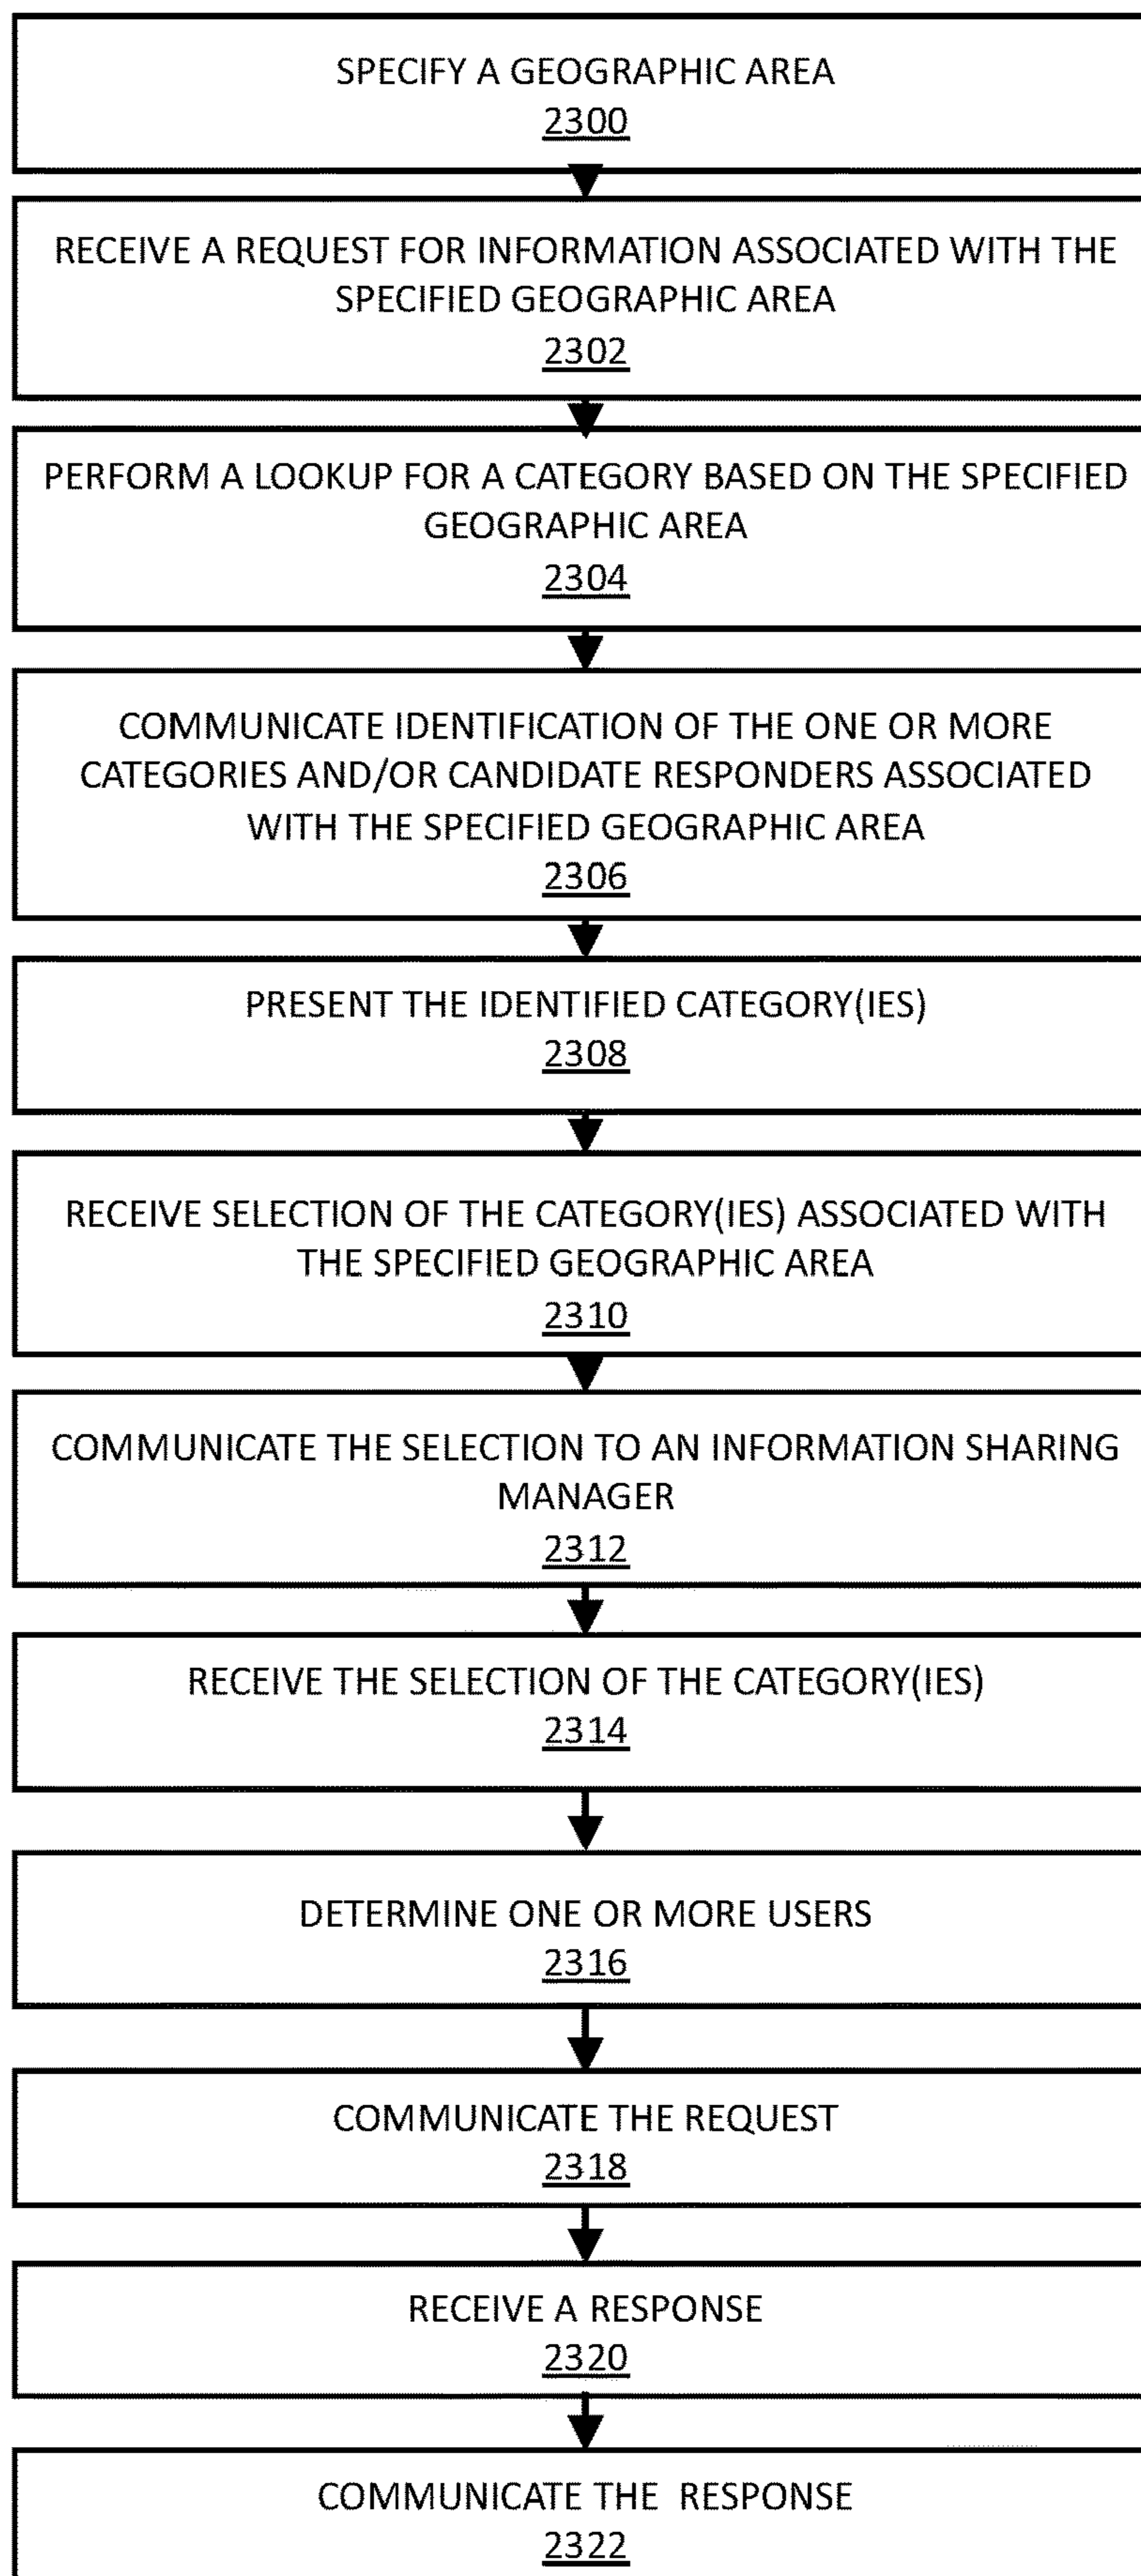 SPECIFY A GEOGRAPHIC AREA
2300
RECEIVE A REQUEST FOR INFORMATION ASSOCIATED WITH THE
SPECIFIED GEOGRAPHIC AREA
2302
PERFORM A LOOKUP FOR A CATEGORY BASED ON THE SPECIFIED
GEOGRAPHIC AREA
2304
COMMUNICATE IDENTIFICATION OF THE ONE OR MORE
CATEGORIES AND/OR CANDIDATE RESPONDERS ASSOCIATED
WITH THE SPECIFIED GEOGRAPHIC AREA
2306
PRESENT THE IDENTIFIED CATEGORY(IES)
2308
RECEIVE SELECTION OF THE CATEGORY(IES) ASSOCIATED WITH
THE SPECIFIED GEOGRAPHIC AREA
2310
COMMUNICATE THE SELECTION TO AN INFORMATION SHARING
MANAGER
2312
RECEIVE THE SELECTION OF THE CATEGORY(IES)
2314
DETERMINE ONE OR MORE USERS
2316
COMMUNICATE THE REQUEST
2318
RECEIVE A RESPONSE
2320
COMMUNICATE THE RESPONSE
2322